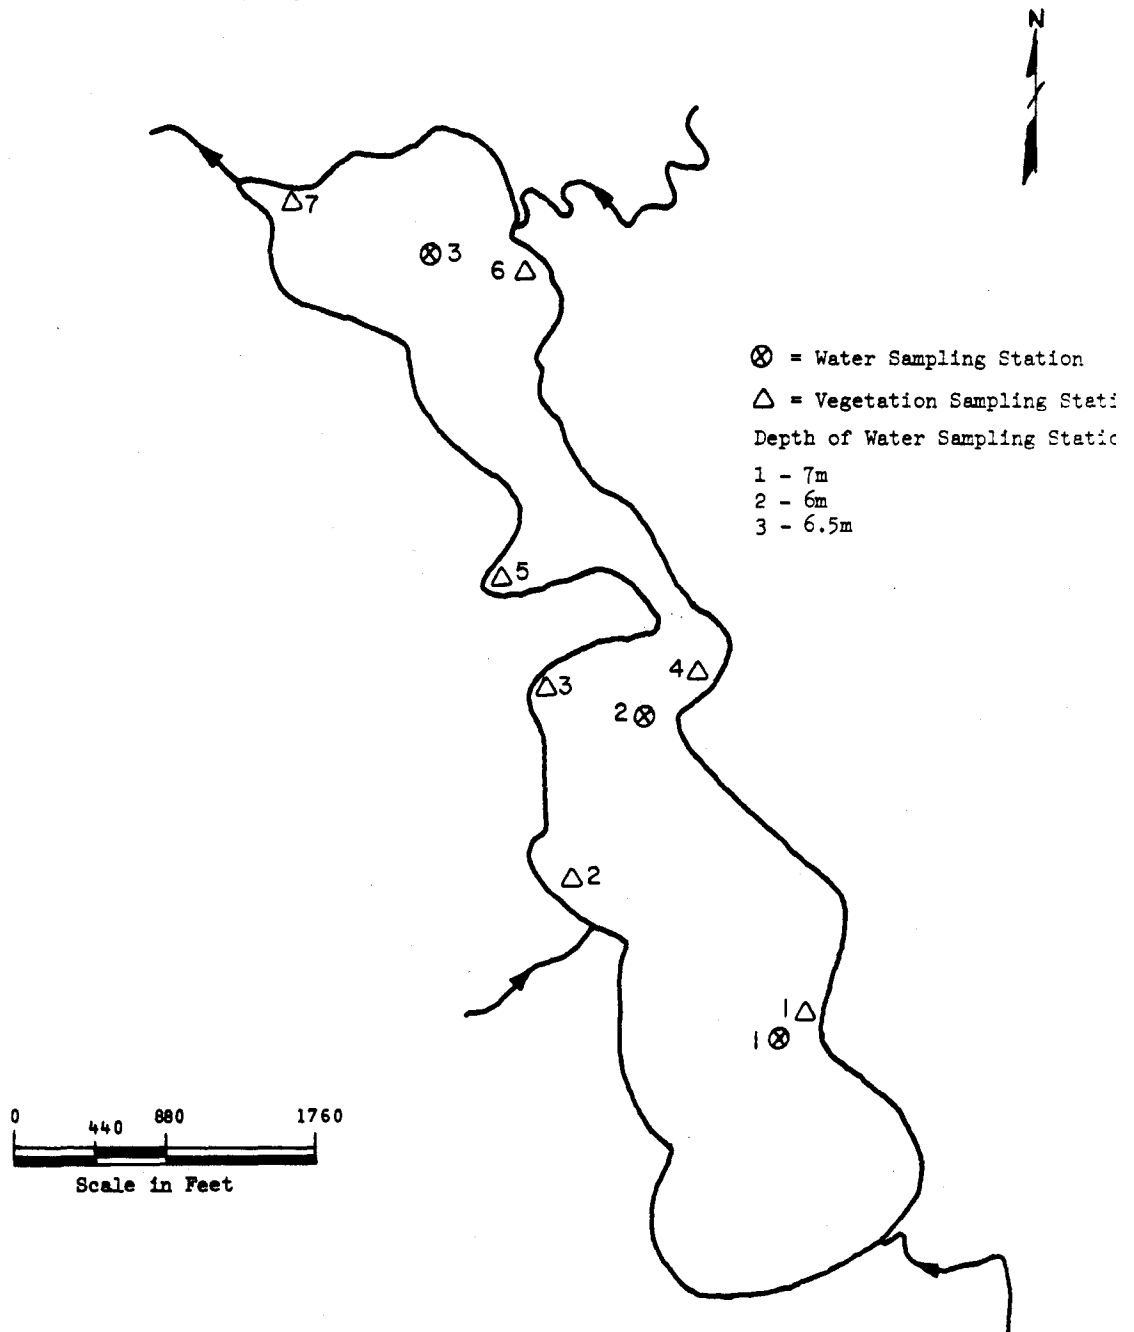 N
7
3
6
⊗ = Water Sampling Station
△ = Vegetation Sampling Stati
Depth of Water Sampling Static
1 - 7m
2 - 6m
3 - 6.5m
5
4
3
2
2
1
1
0 440 880 1760
Scale in Feet